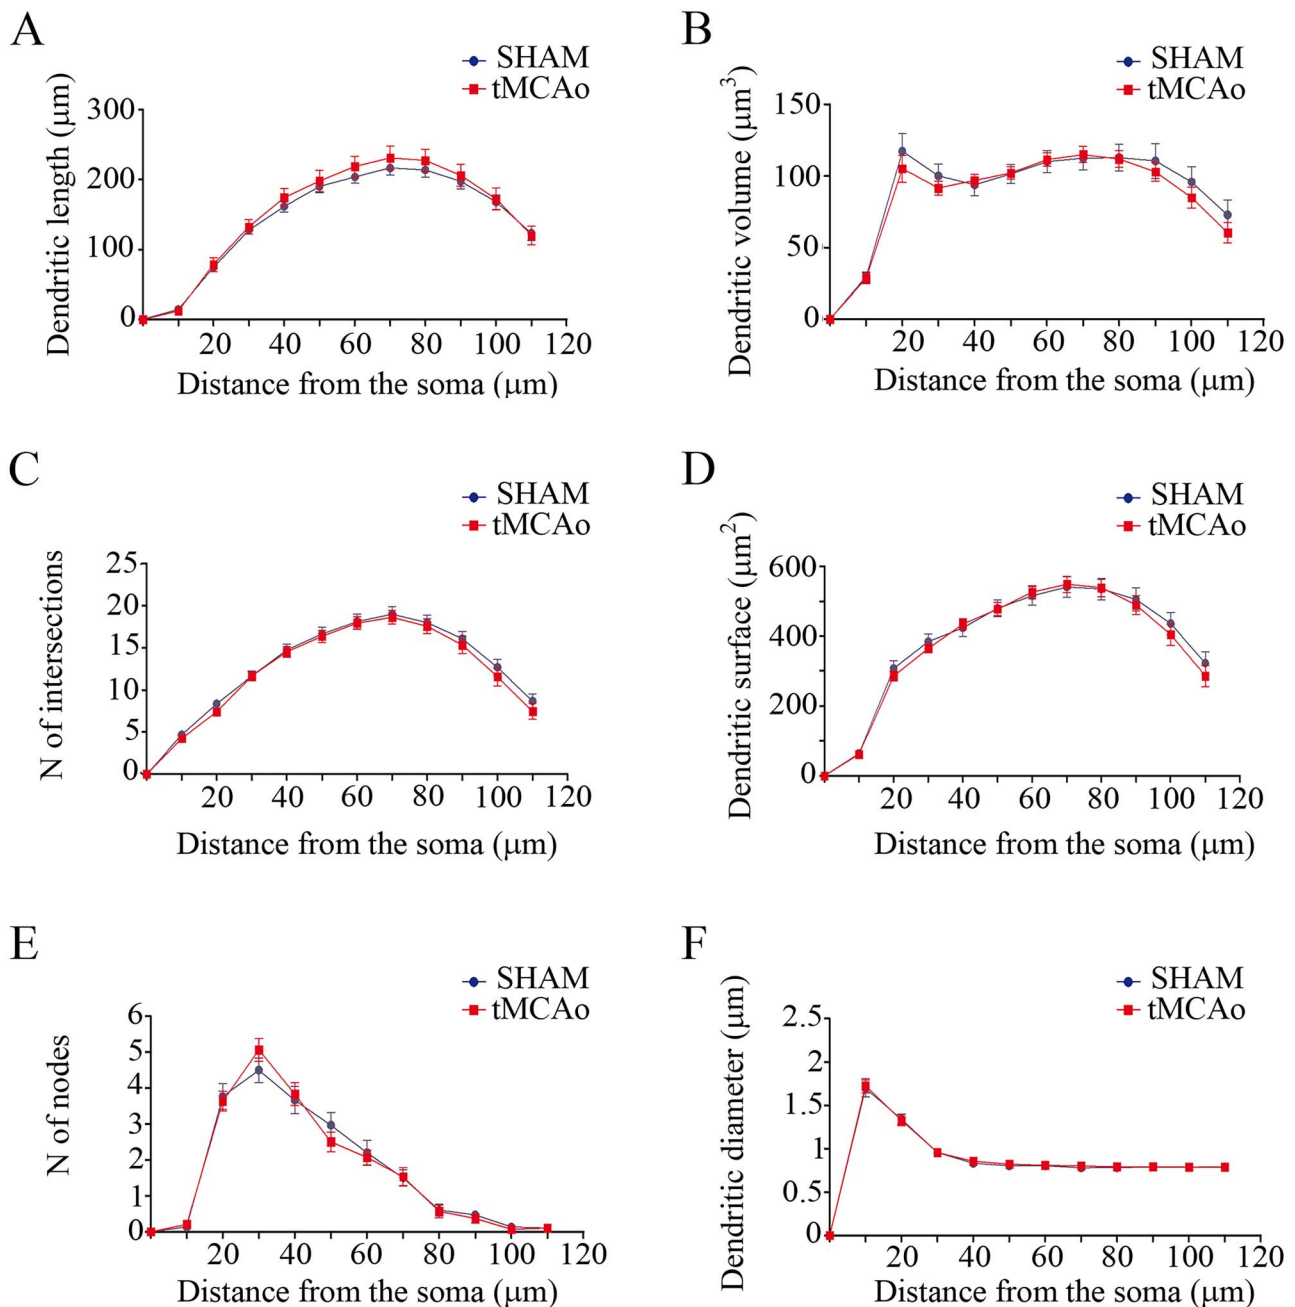 A
SHAM
tMCAo
Dendritic length (μm)
300
200
100
0
20 40 60 80 100 120
Distance from the soma (μm)
B
SHAM
tMCAo
Dendritic volume (μm³)
150
100
50
0
20 40 60 80 100 120
Distance from the soma (μm)
C
SHAM
tMCAo
N of intersections
25
20
15
10
5
0
20 40 60 80 100 120
Distance from the soma (μm)
D
SHAM
tMCAo
Dendritic surface (μm²)
600
400
200
0
20 40 60 80 100 120
Distance from the soma (μm)
E
SHAM
tMCAo
N of nodes
6
5
4
3
2
1
0
20 40 60 80 100 120
Distance from the soma (μm)
F
SHAM
tMCAo
Dendritic diameter (μm)
2.5
2
1.5
1
0.5
0
20 40 60 80 100 120
Distance from the soma (μm)